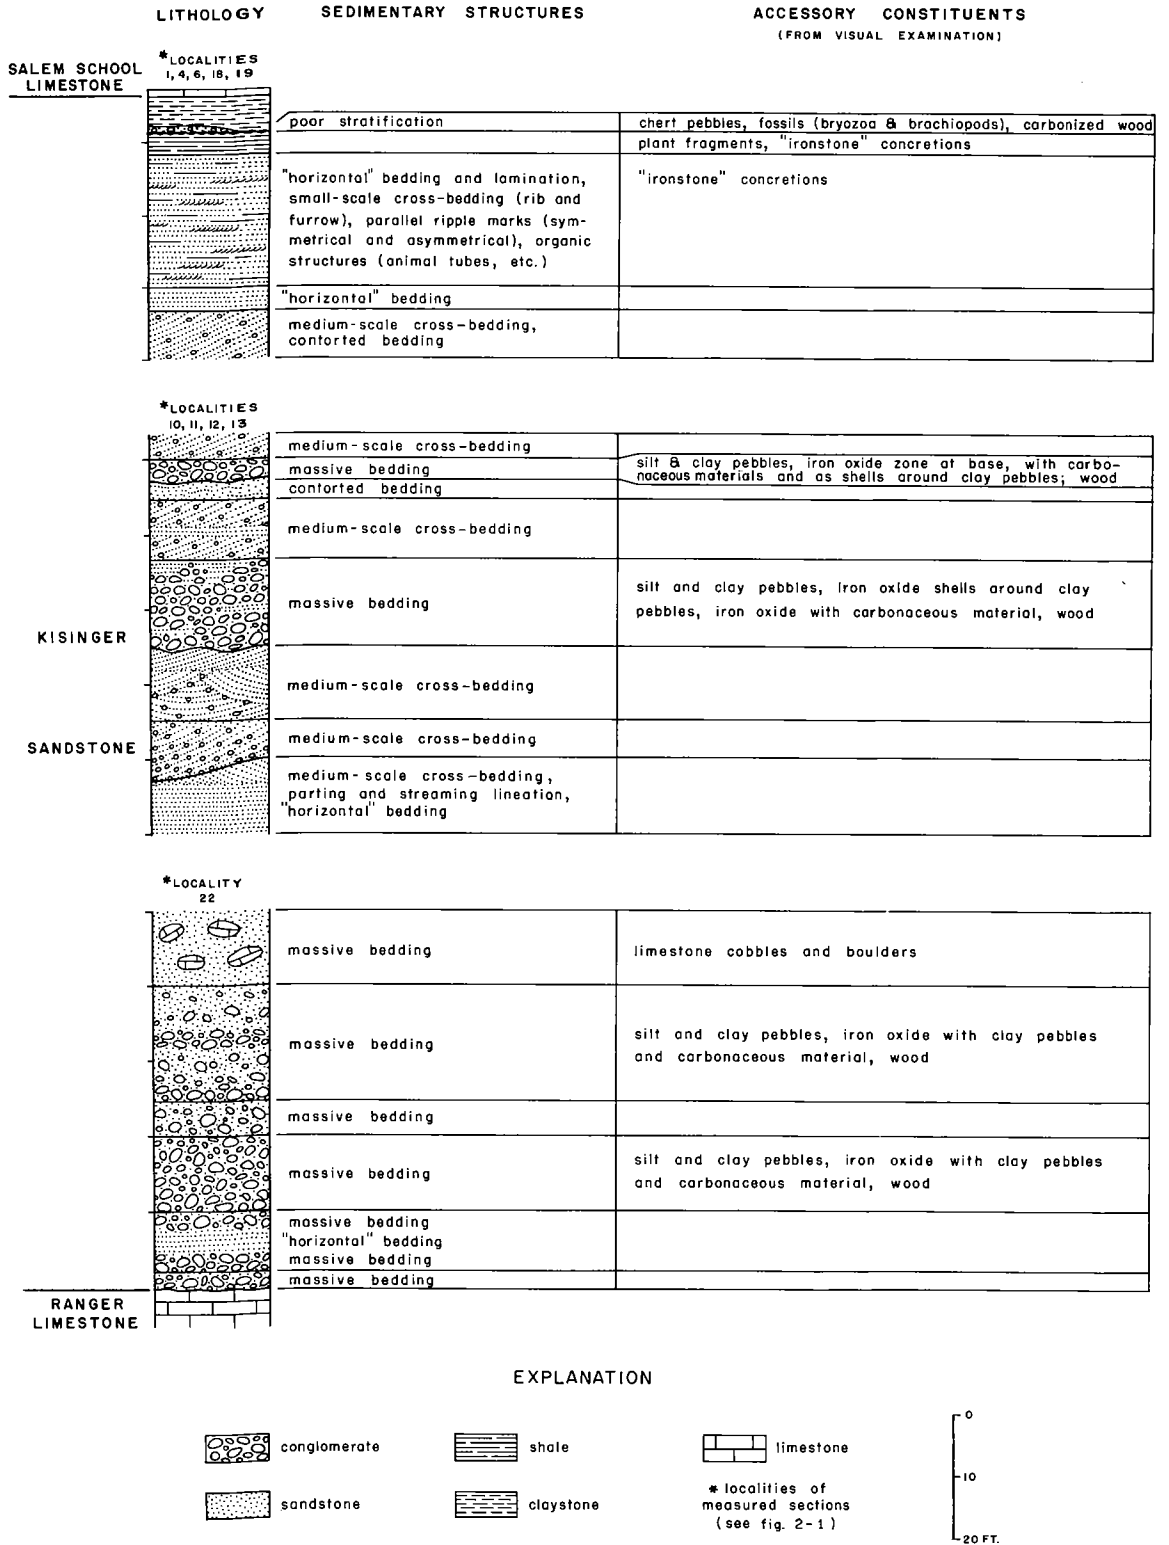 LITHOLOGY SEDIMENTARY STRUCTURES ACCESSORY CONSTITUENTS
(FROM VISUAL EXAMINATION)
*LOCALITIES
1, 4, 6, 18, 19
SALEM SCHOOL
LIMESTONE
poor stratification
chert pebbles, fossils (bryozoa & brachiopods), carbonized wood
plant fragments, "ironstone" concretions
"horizontal" bedding and lamination,
small-scale cross-bedding (rib and
furrow), parallel ripple marks (sym-
metrical and asymmetrical), organic
structures (animal tubes, etc.)
"ironstone" concretions
"horizontal" bedding
medium-scale cross-bedding,
contorted bedding
*LOCALITIES
10, 11, 12, 13
medium-scale cross-bedding
massive bedding
silt & clay pebbles, iron oxide zone at base, with carbo-
naceous materials and as shells around clay pebbles; wood
contorted bedding
medium-scale cross-bedding
massive bedding
silt and clay pebbles, iron oxide shells around clay
pebbles, iron oxide with carbonaceous material, wood
KISINGER
medium-scale cross-bedding
SANDSTONE
medium-scale cross-bedding
medium-scale cross-bedding,
parting and streaming lineation,
"horizontal" bedding
*LOCALITY
22
massive bedding
limestone cobbles and boulders
massive bedding
silt and clay pebbles, iron oxide with clay pebbles
and carbonaceous material, wood
massive bedding
massive bedding
silt and clay pebbles, iron oxide with clay pebbles
and carbonaceous material, wood
massive bedding
"horizontal" bedding
massive bedding
massive bedding
RANGER
LIMESTONE
EXPLANATION
conglomerate
shale
limestone
sandstone
claystone
* localities of
measured sections
(see fig. 2-1)
0
10
20 FT.